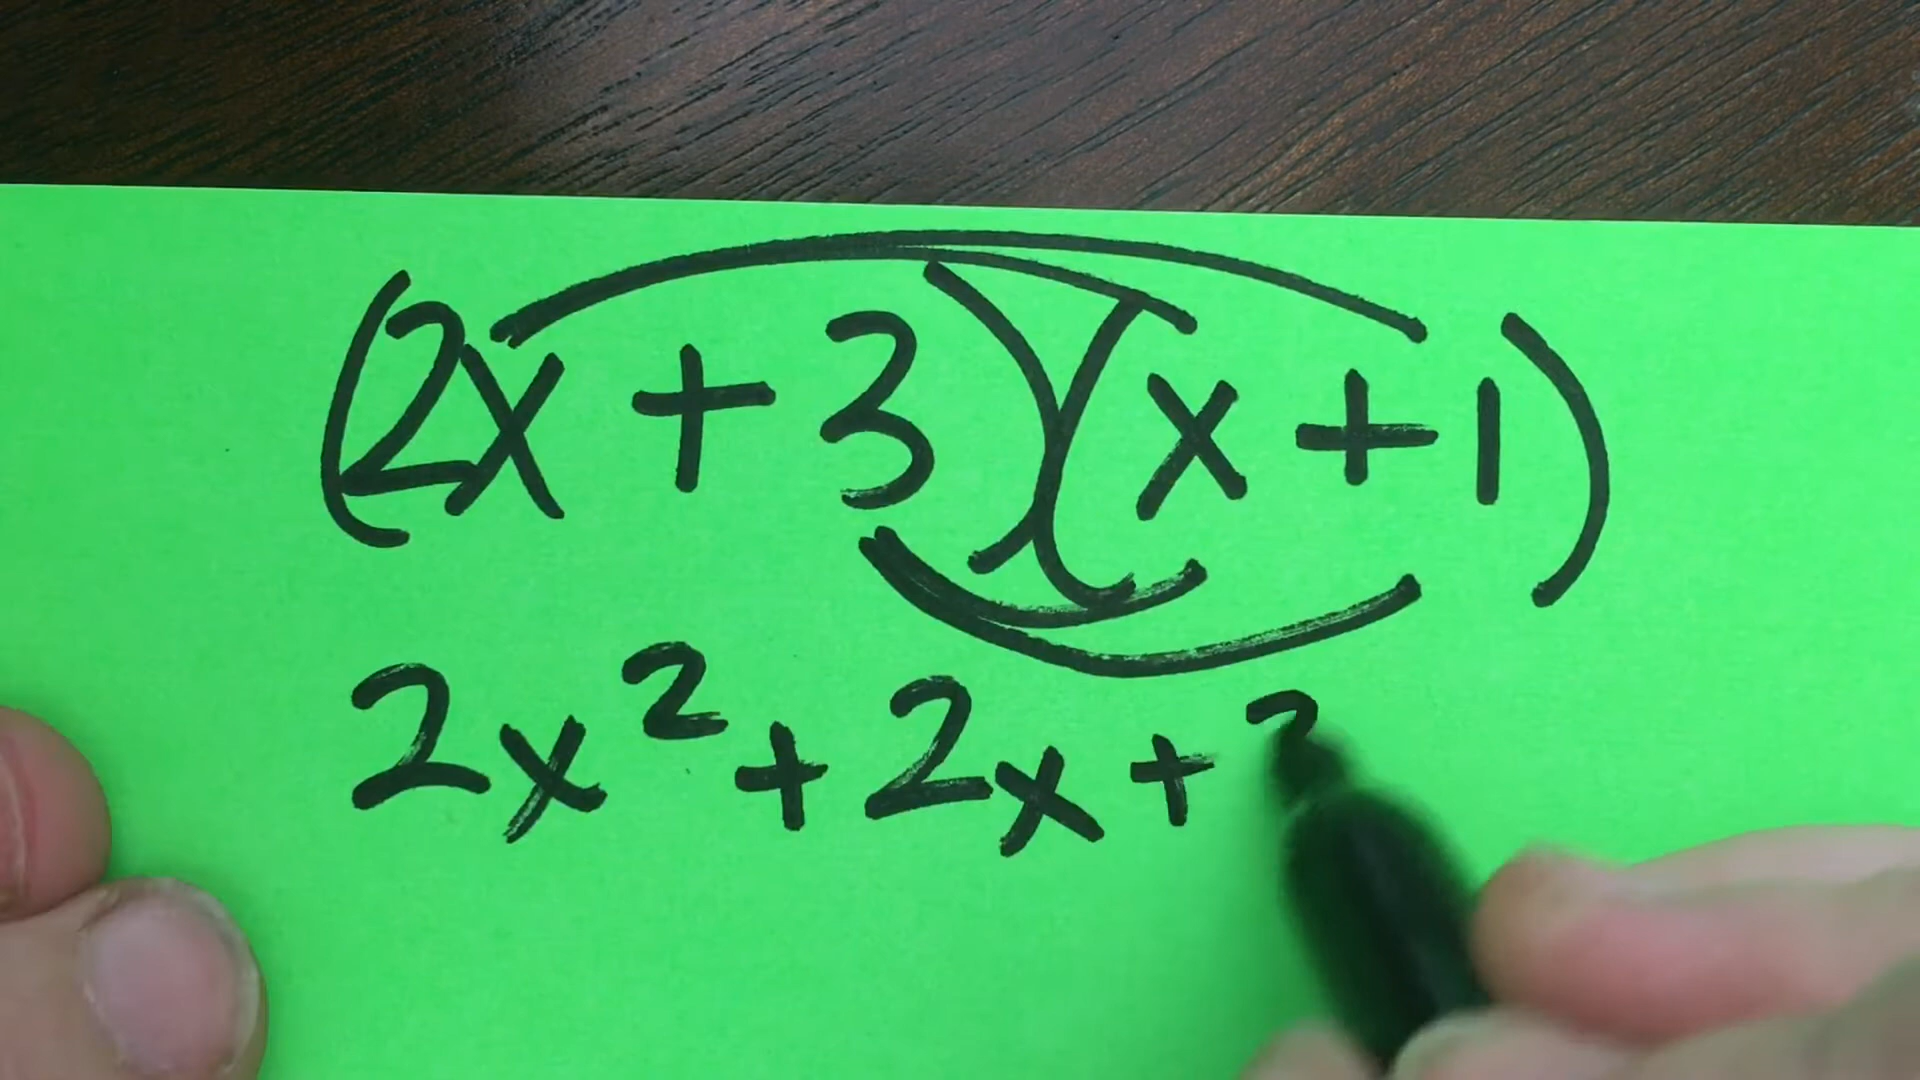 (2x + 3)(x + 1)
2x² + 2x +